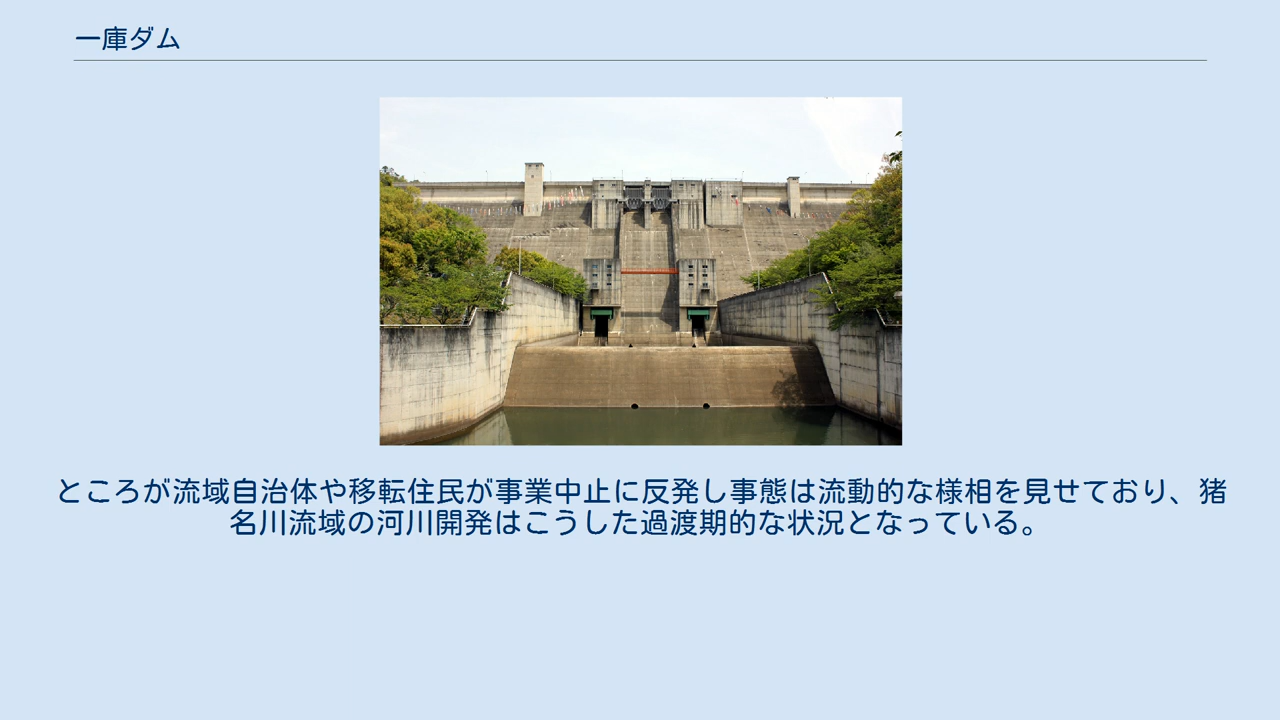 一庫ダム
ところが流域自治体や移転住民が事業中止に反発し事態は流動的な様相を見せており、猪
名川流域の河川開発はこうした過渡期的な状況となっている。